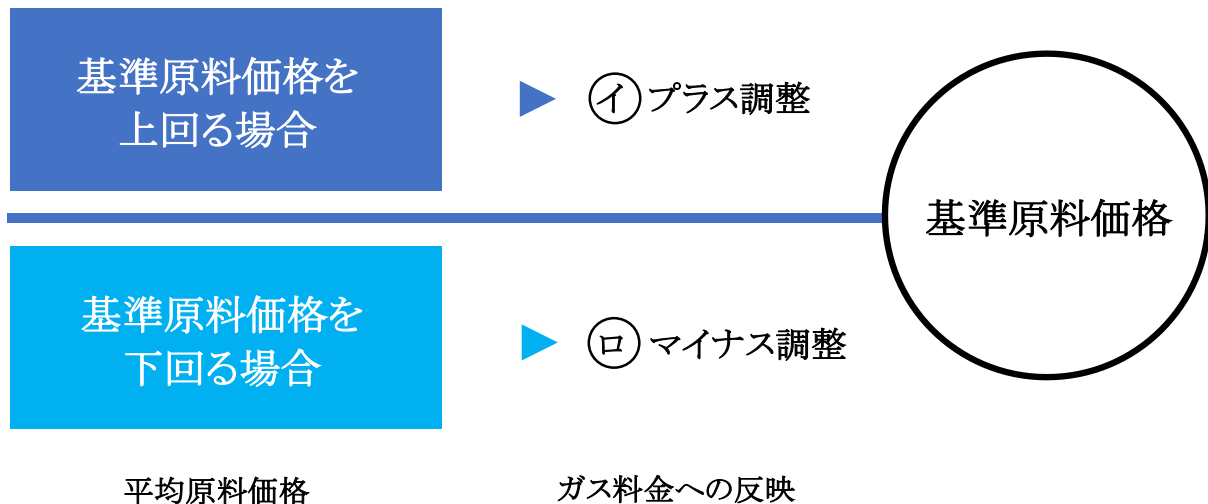 基準原料価格を
上回る場合
㋑プラス調整
基準原料価格
基準原料価格を
下回る場合
㋺マイナス調整
平均原料価格
ガス料金への反映